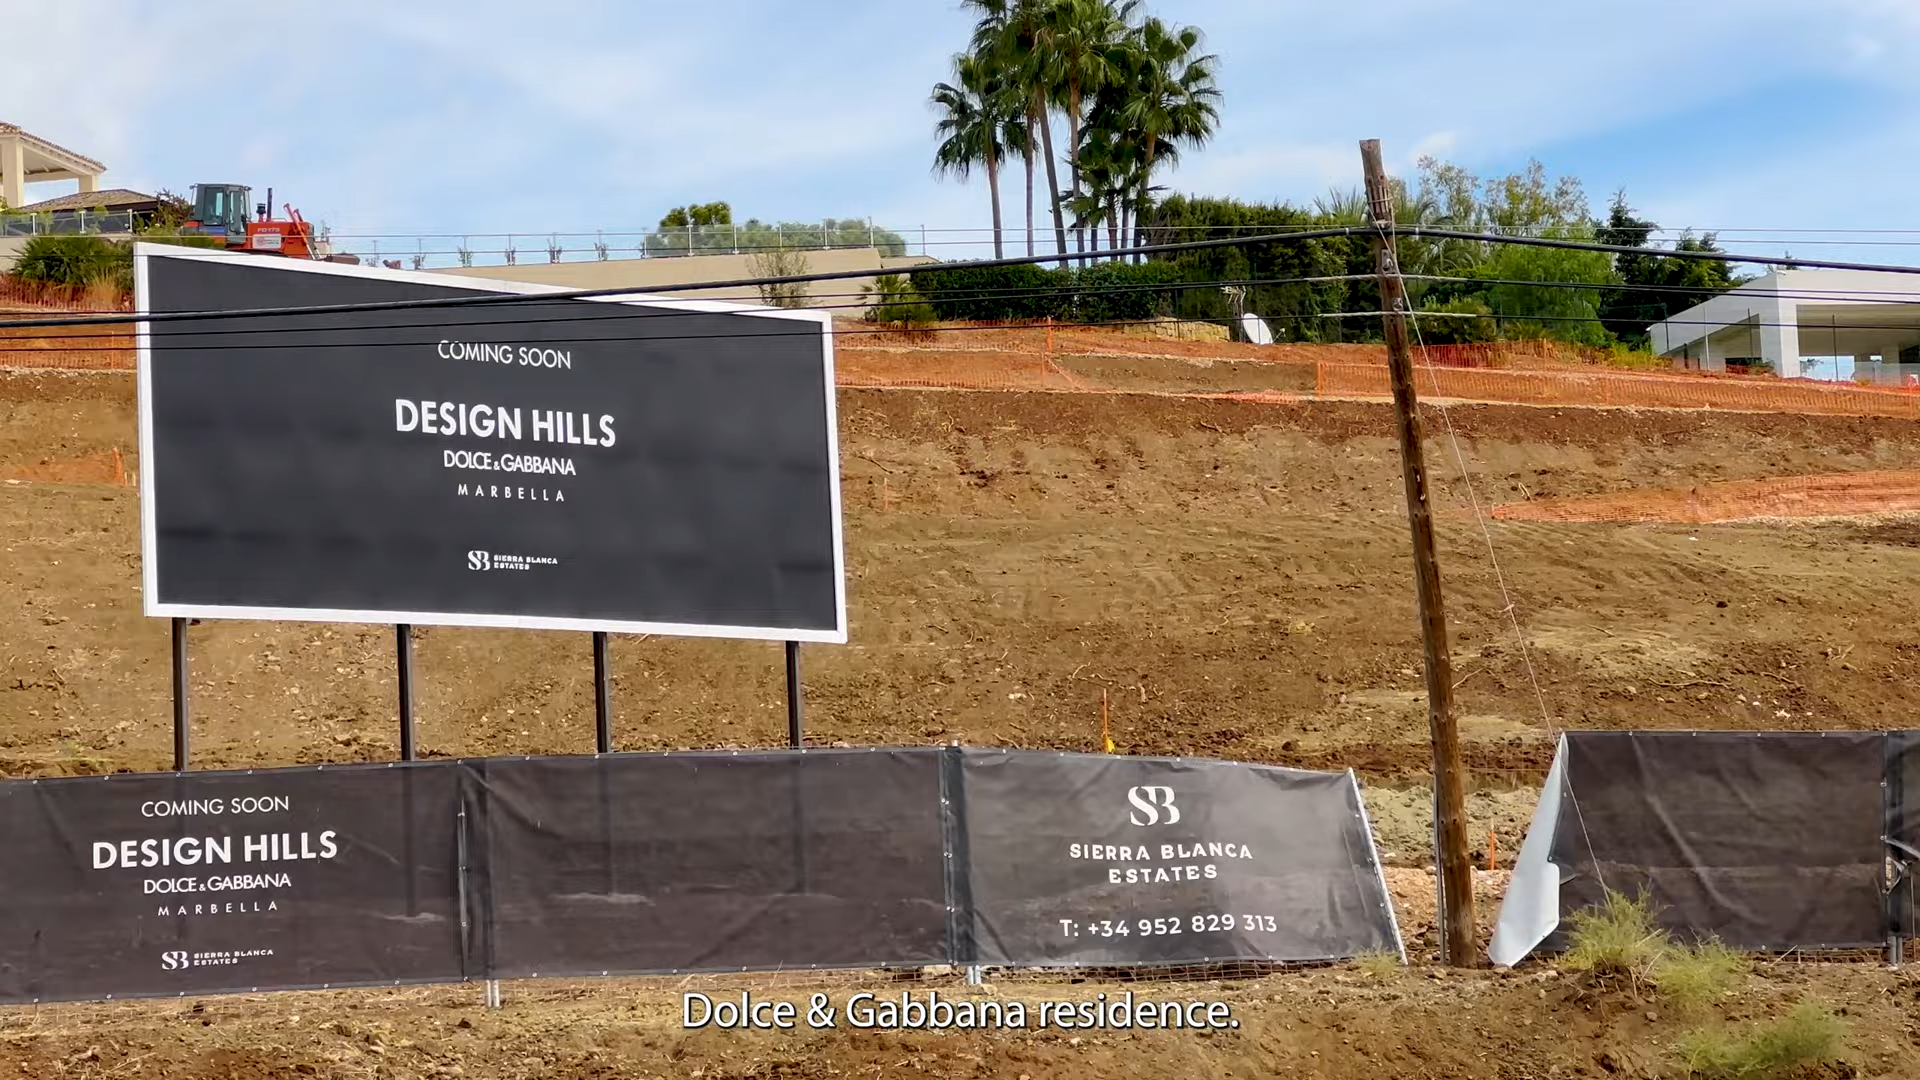 COMING SOON
DESIGN HILLS
DOLCE & GABBANA
MARBELLA
SB SIERRA BLANCA
ESTATES
COMING SOON
DESIGN HILLS
DOLCE & GABBANA
MARBELLA
SB SIERRA BLANCA
ESTATES
SB
SIERRA BLANCA
ESTATES
T: +34 952 829 313
Dolce & Gabbana residence.